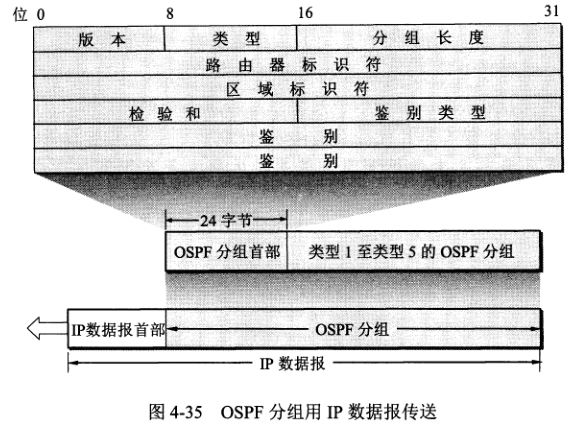 位 0 8 16 31
版 本 类 型 分 组 长 度
路 由 器 标 识 符
区 域 标 识 符
检 验 和 鉴 别 类 型
鉴 别
鉴 别
24 字节
OSPF 分组首部 类型 1 至类型 5 的 OSPF 分组
IP数据报首部 OSPF 分组
IP 数据报
图 4-35 OSPF 分组用 IP 数据报传送